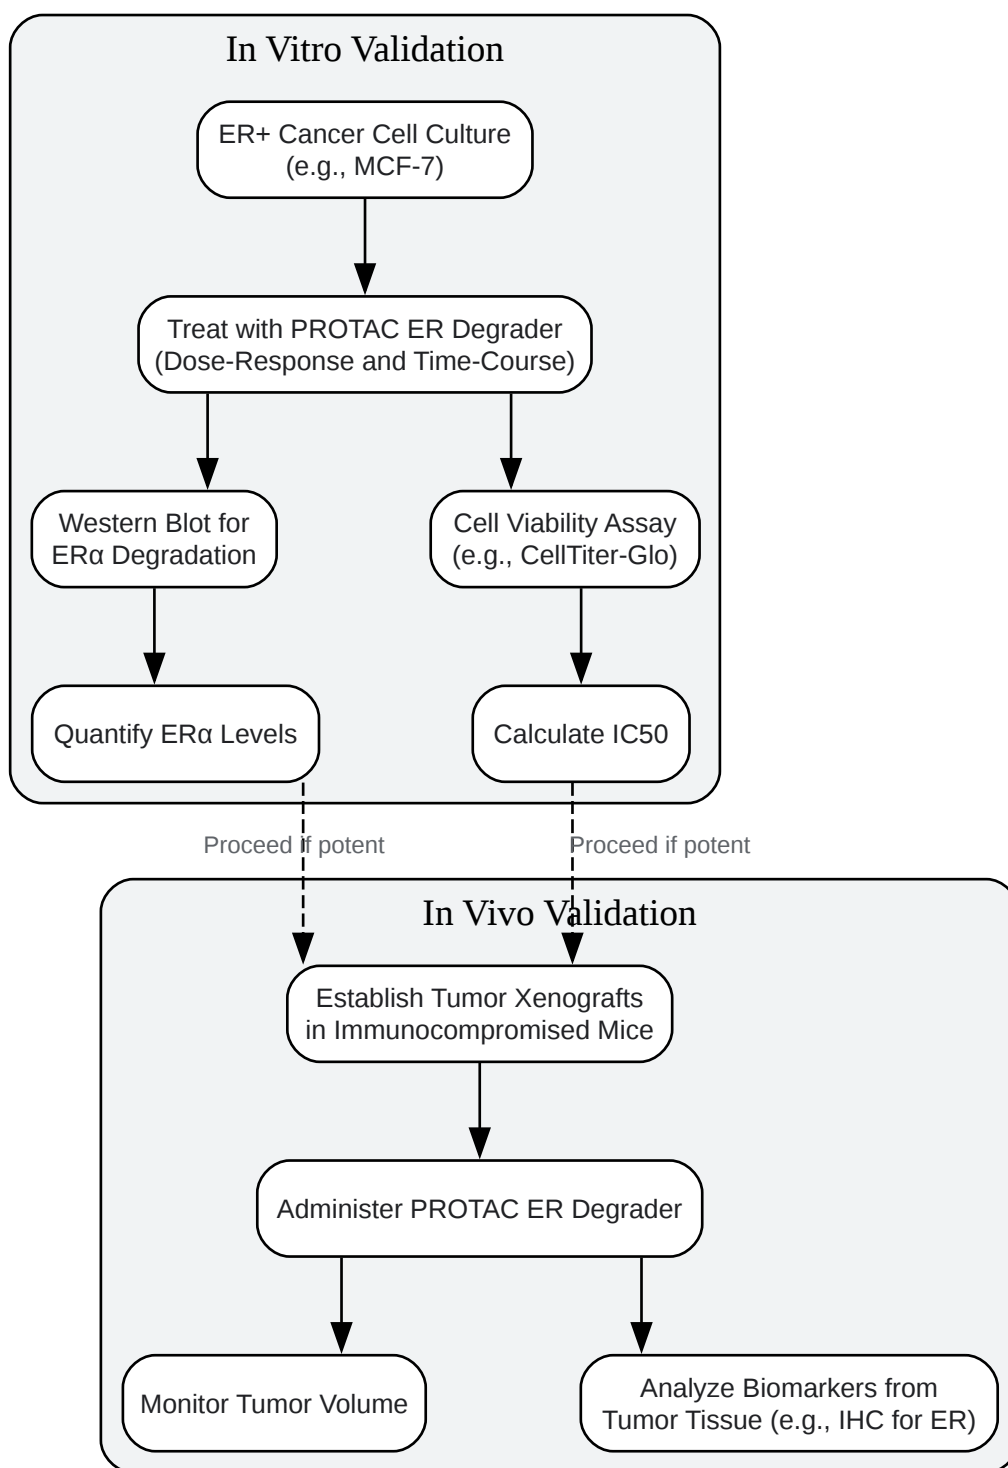 In Vitro Validation
ER+ Cancer Cell Culture
(e.g., MCF-7)
Treat with PROTAC ER Degrader
(Dose-Response and Time-Course)
Western Blot for
ERα Degradation
Cell Viability Assay
(e.g., CellTiter-Glo)
Quantify ERα Levels
Calculate IC50
Proceed if potent
Proceed if potent
In Vivo Validation
Establish Tumor Xenografts
in Immunocompromised Mice
Administer PROTAC ER Degrader
Monitor Tumor Volume
Analyze Biomarkers from
Tumor Tissue (e.g., IHC for ER)